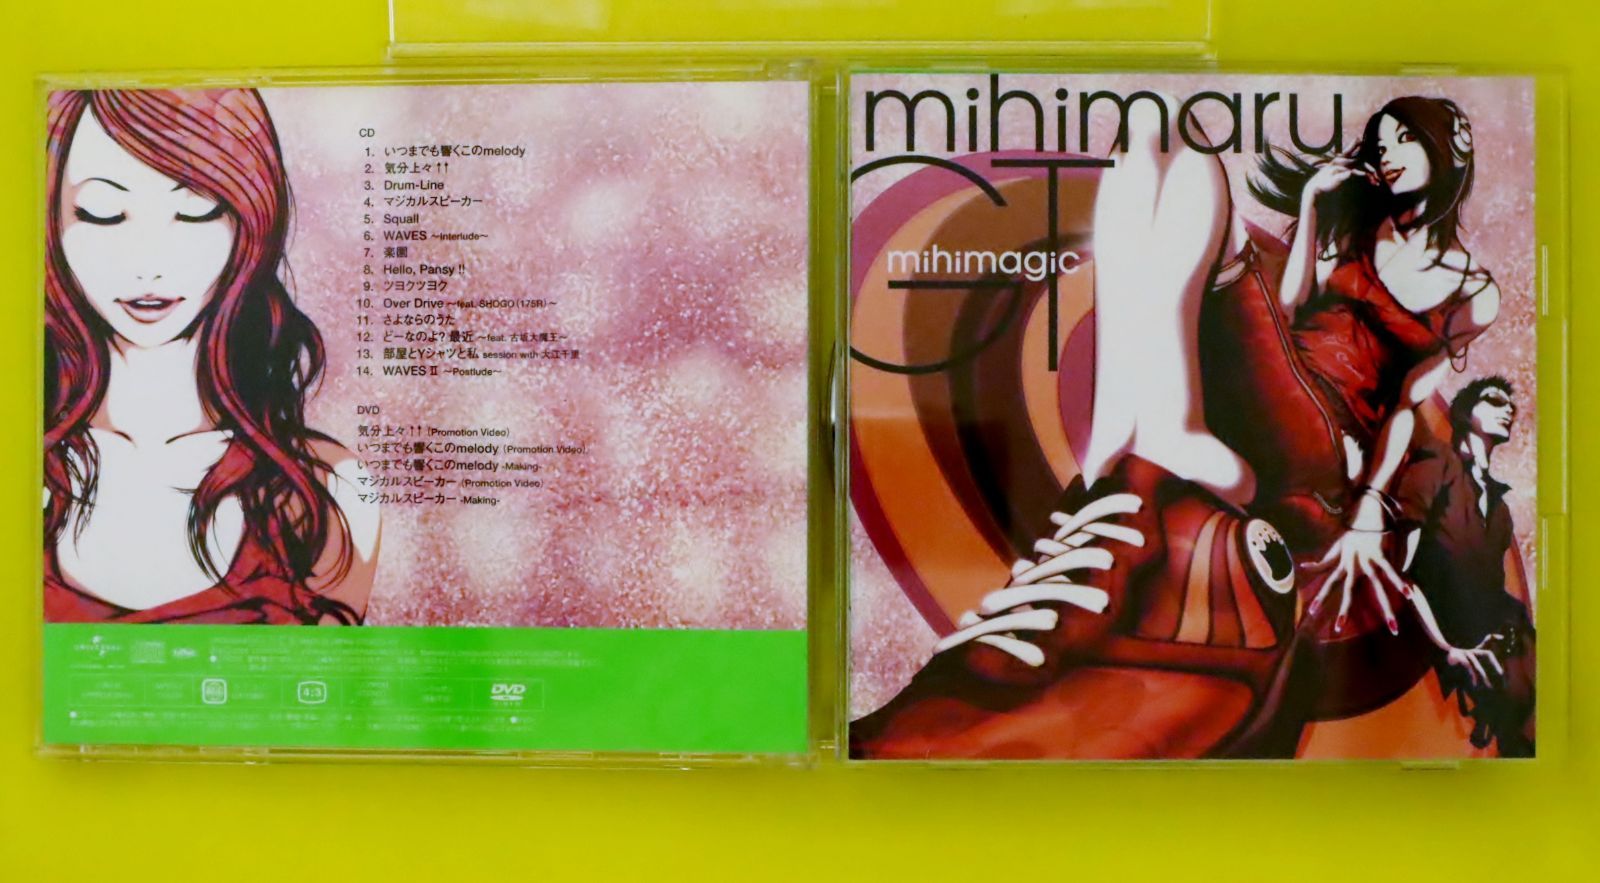 CD
1. いつまでも響くこのmelody
2. 気分上々↑↑
3. Drum-Line
4. マジカルスピーカー
5. Squall
6. WAVES ～Interlude～
7. 楽園
8. Hello, Pansy !!
9. ツヨクツヨク
10. Over Drive ～feat. SHOGO(175R)～
11. さよならのうた
12. どーなのよ?最近 ～feat. 古坂大魔王～
13. 部屋とYシャツと私 session with 大江千里
14. WAVES II ～Postlude～
DVD
気分上々↑↑ (Promotion Video)
いつまでも響くこのmelody (Promotion Video)
いつまでも響くこのmelody -Making-
マジカルスピーカー (Promotion Video)
マジカルスピーカー -Making-
UNIVERSAL
4:3
DVD
VIDEO
mihimaru
GT
mihimagic